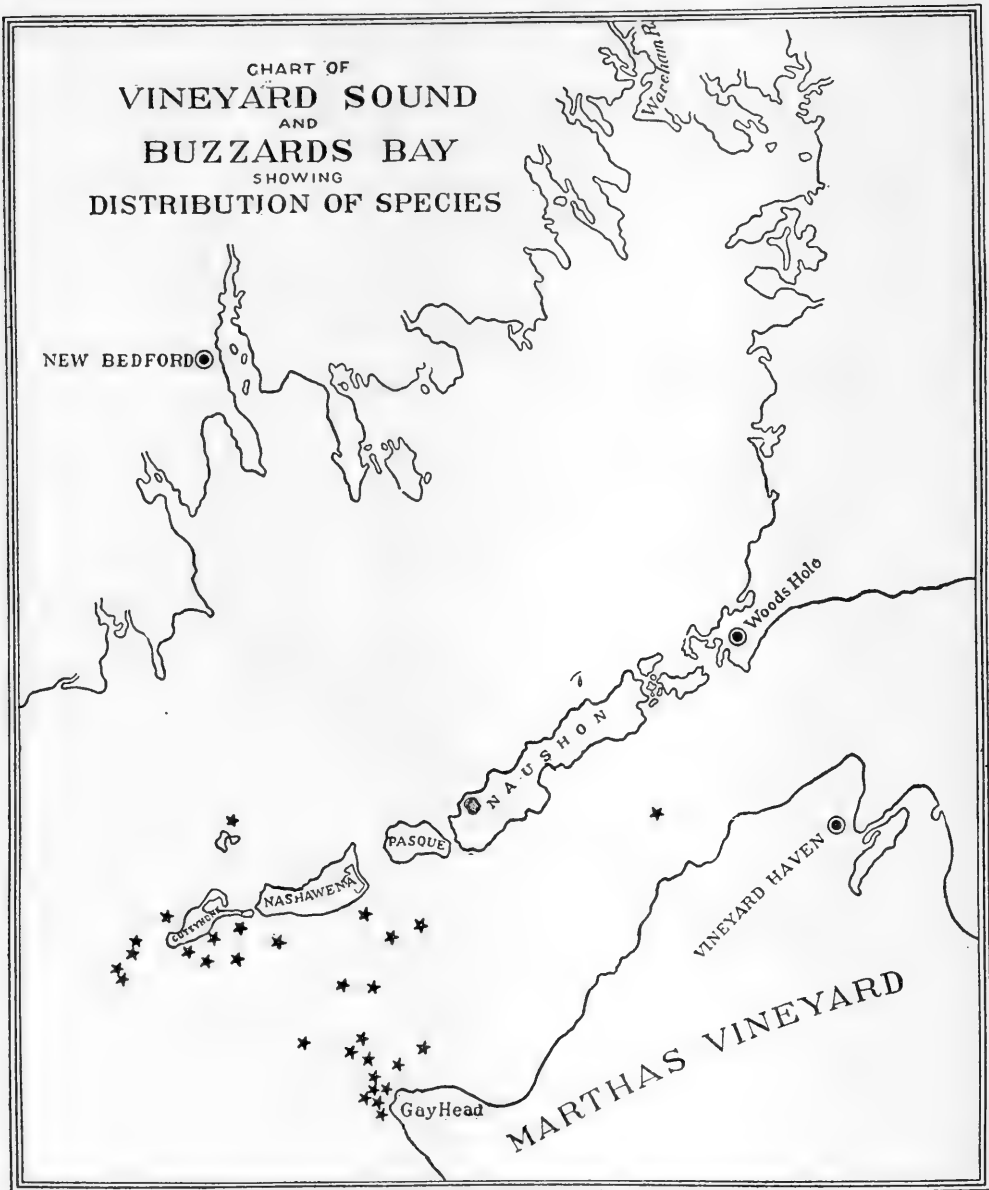 CHART OF
VINEYARD SOUND
AND
BUZZARDS BAY
SHOWING
DISTRIBUTION OF SPECIES
Wareham R.
NEW BEDFORD
Woods Hole
NAUSHON
PASQUE
NASHAWENA
VINEYARD HAVEN
MARTHAS VINEYARD
Gay Head